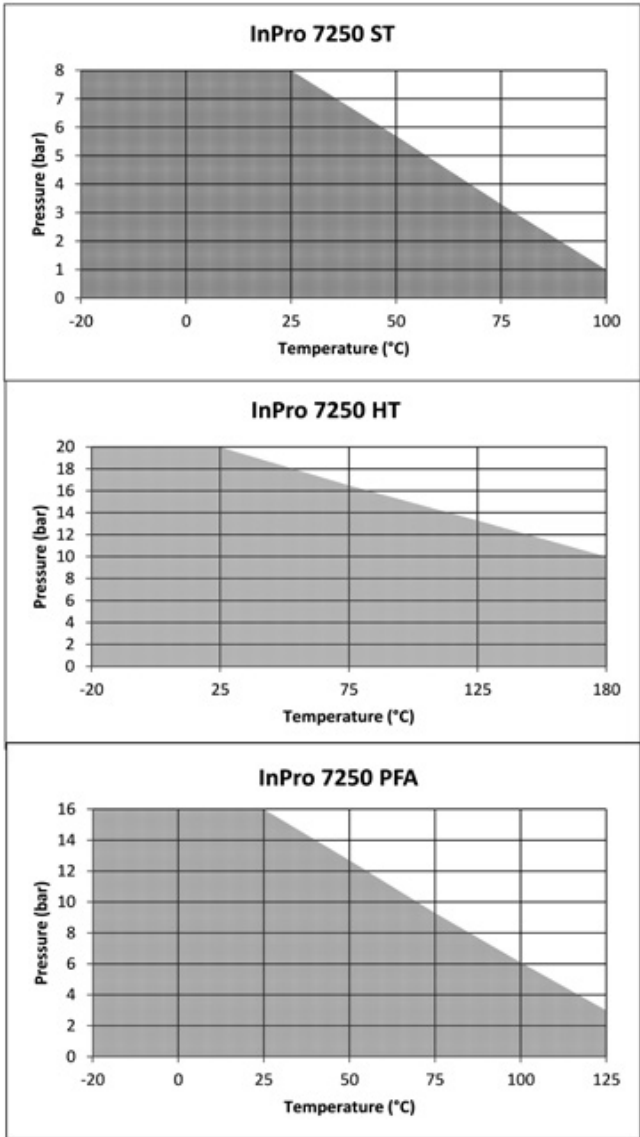 InPro 7250 ST
8
7
6
5
4
3
2
1
0
Pressure (bar)
-20 0 25 50 75 100
Temperature (°C)
InPro 7250 HT
20
18
16
14
12
10
8
6
4
2
0
Pressure (bar)
-20 25 75 125 180
Temperature (°C)
InPro 7250 PFA
16
14
12
10
8
6
4
2
0
Pressure (bar)
-20 0 25 50 75 100 125
Temperature (°C)